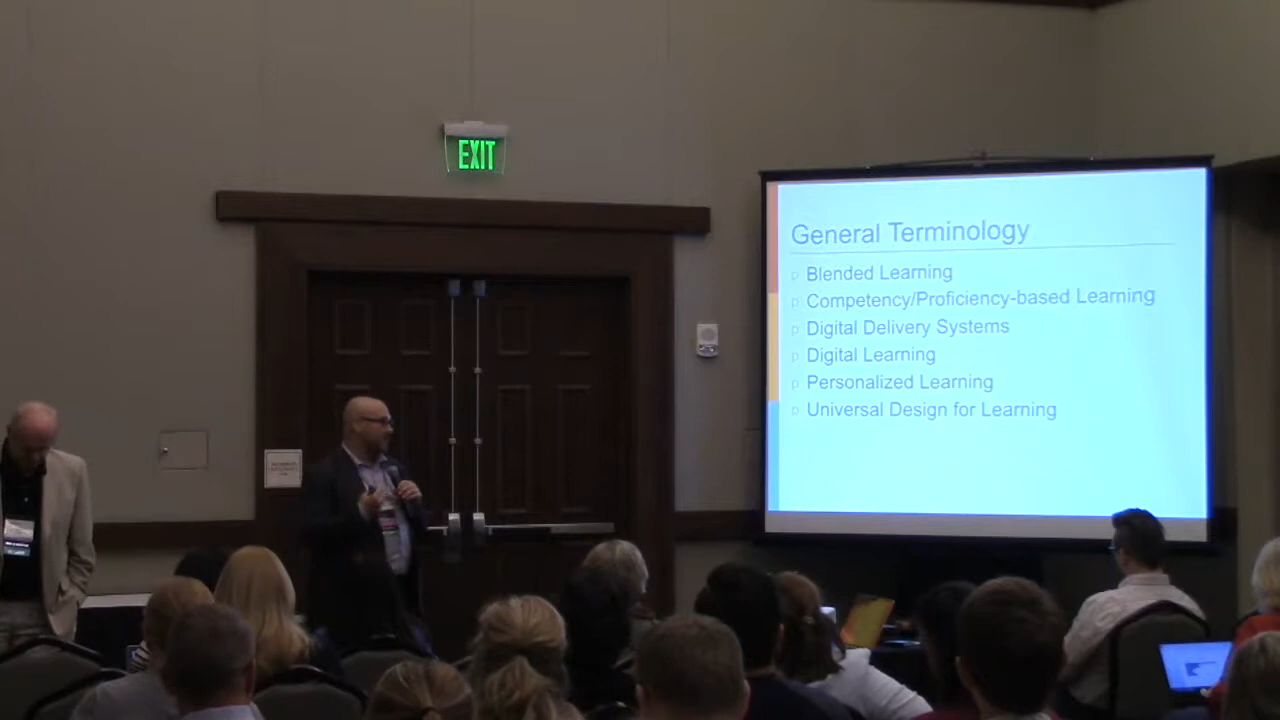 EXIT
General Terminology
Blended Learning
Competency/Proficiency-based Learning
Digital Delivery Systems
Digital Learning
Personalized Learning
Universal Design for Learning